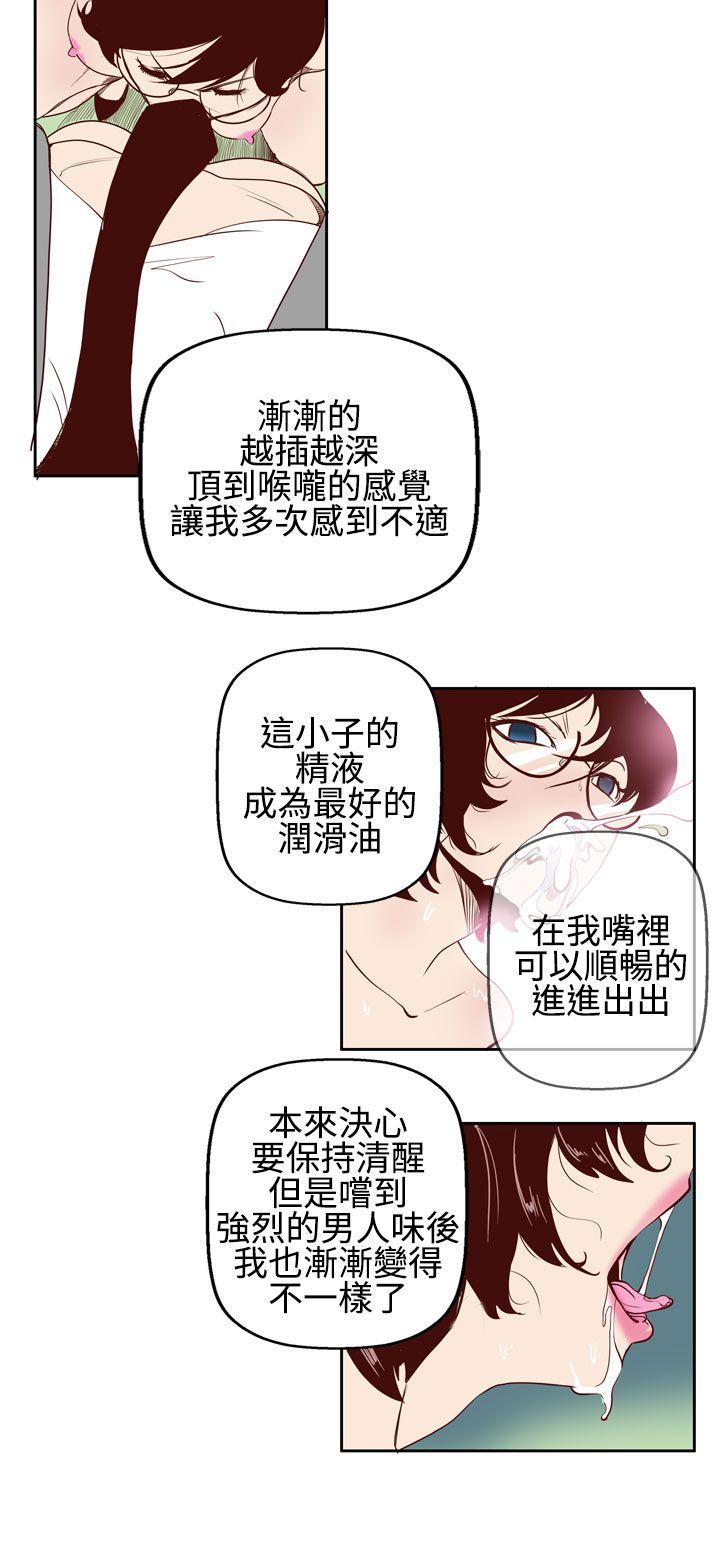 漸漸的
越插越深
頂到喉嚨的感覺
讓我多次感到不適
這小子的
精液
成為最好的
潤滑油
在我嘴裡
可以順暢的
進進出出
本來決心
要保持清醒
但是嚐到
強烈的男人味後
我也漸漸變得
不一樣了